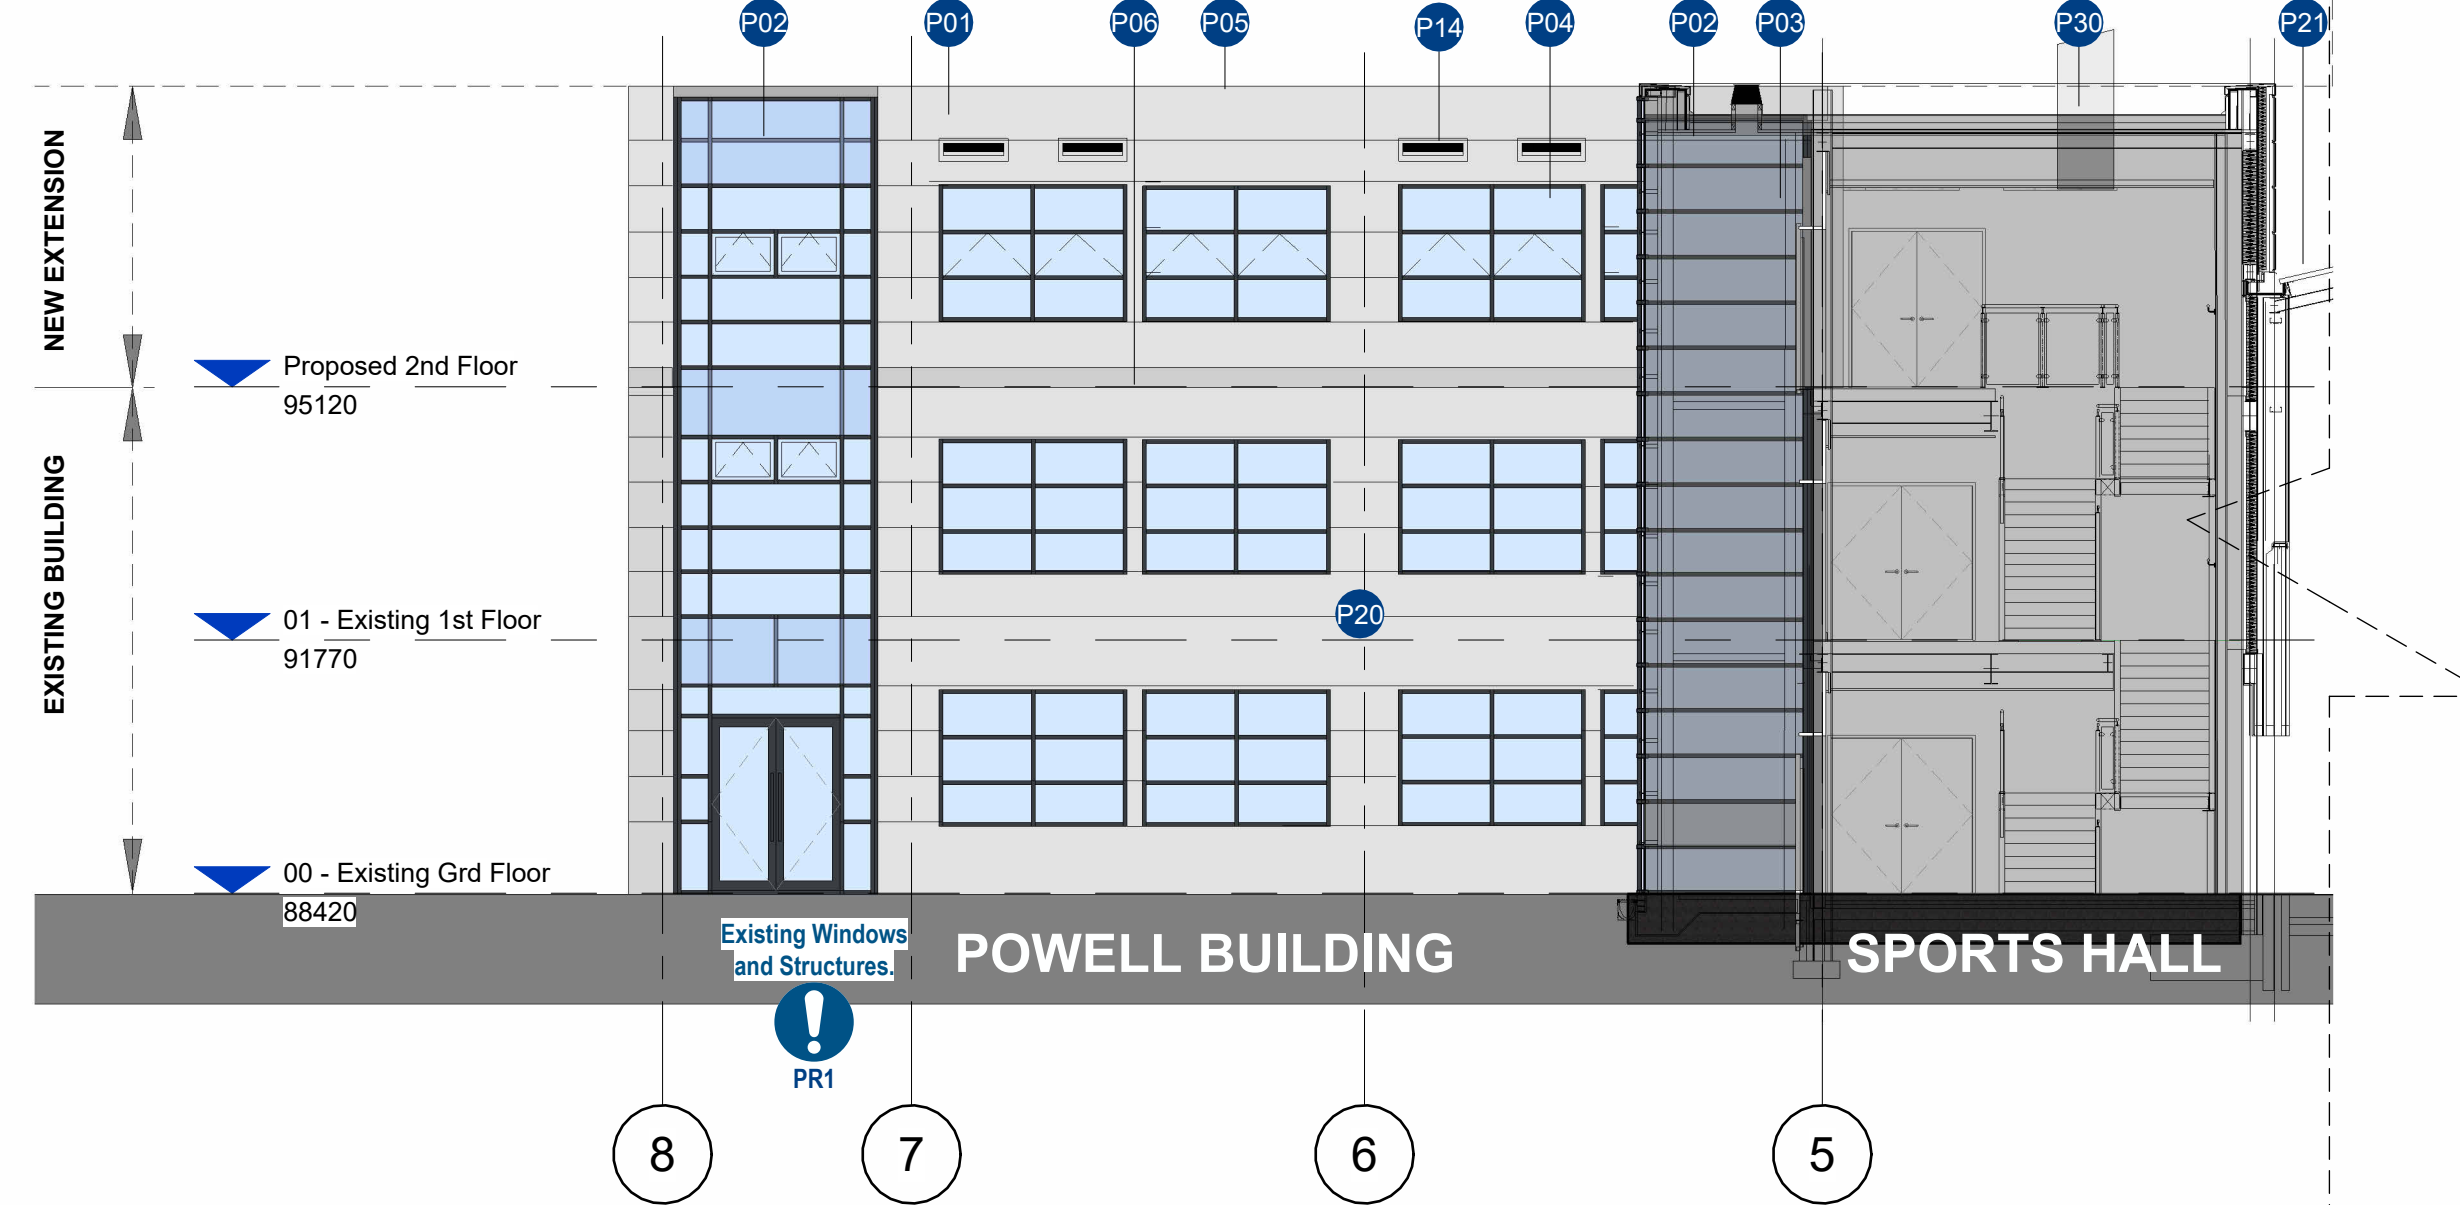 P02 P01 P06 P05 P14 P04 P02 P03 P30 P21
NEW EXTENSION
Proposed 2nd Floor
95120
EXISTING BUILDING
01 - Existing 1st Floor
91770
P20
00 - Existing Grd Floor
88420
Existing Windows
and Structures.
PR1
POWELL BUILDING
SPORTS HALL
8 7 6 5